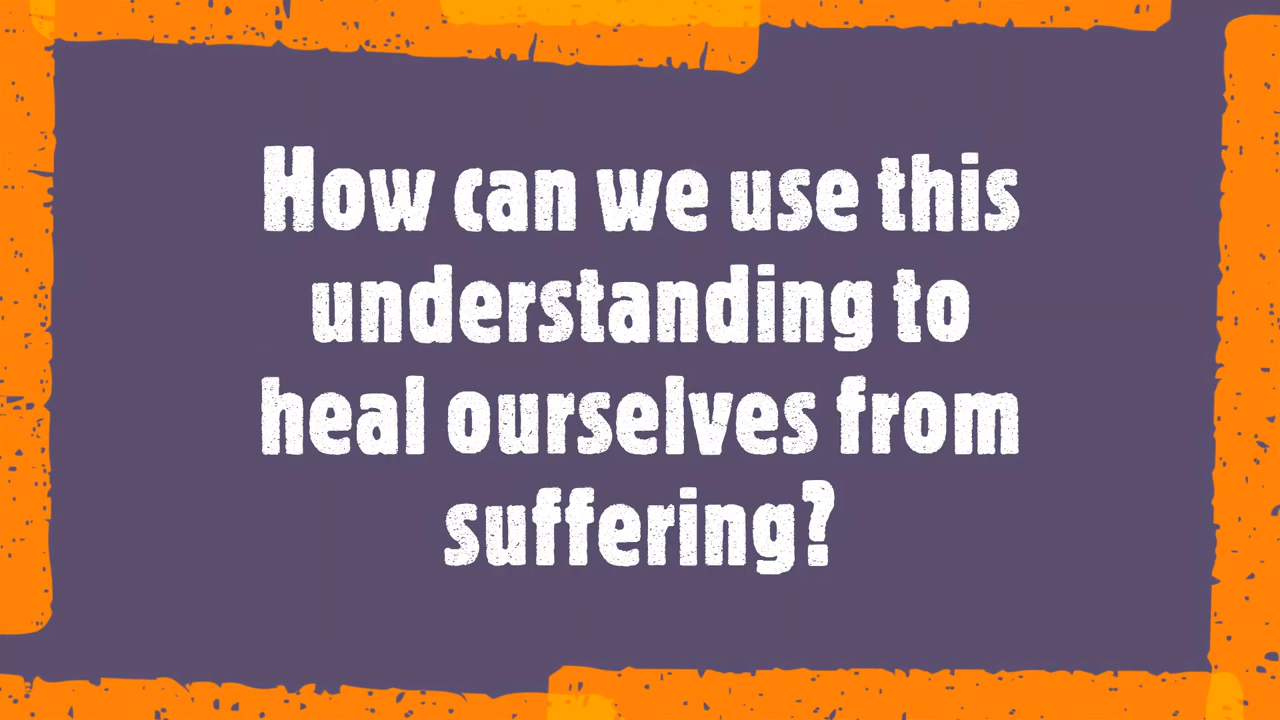 How can we use this
understanding to
heal ourselves from
suffering?